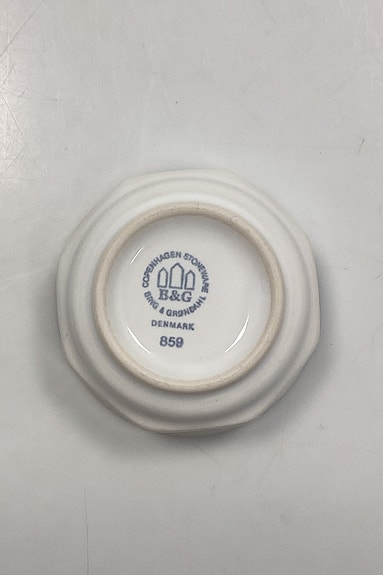 COPENHAGEN STONEWARE
B&G
BING & GRØNDAHL
DENMARK
859